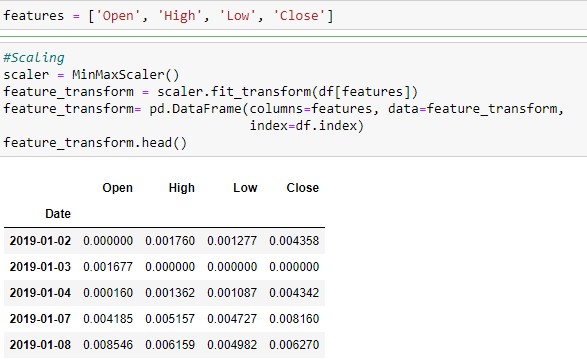 features = ['Open', 'High', 'Low', 'Close']
#Scaling
scaler = MinMaxScaler()
feature_transform = scaler.fit_transform(df[features])
feature_transform= pd.DataFrame(columns=features, data=feature_transform,
index=df.index)
feature_transform.head()
Open High Low Close
Date
2019-01-02 0.000000 0.001760 0.001277 0.004358
2019-01-03 0.001677 0.000000 0.000000 0.000000
2019-01-04 0.000160 0.001362 0.001087 0.004342
2019-01-07 0.004185 0.005157 0.004727 0.008160
2019-01-08 0.008546 0.006159 0.004982 0.006270